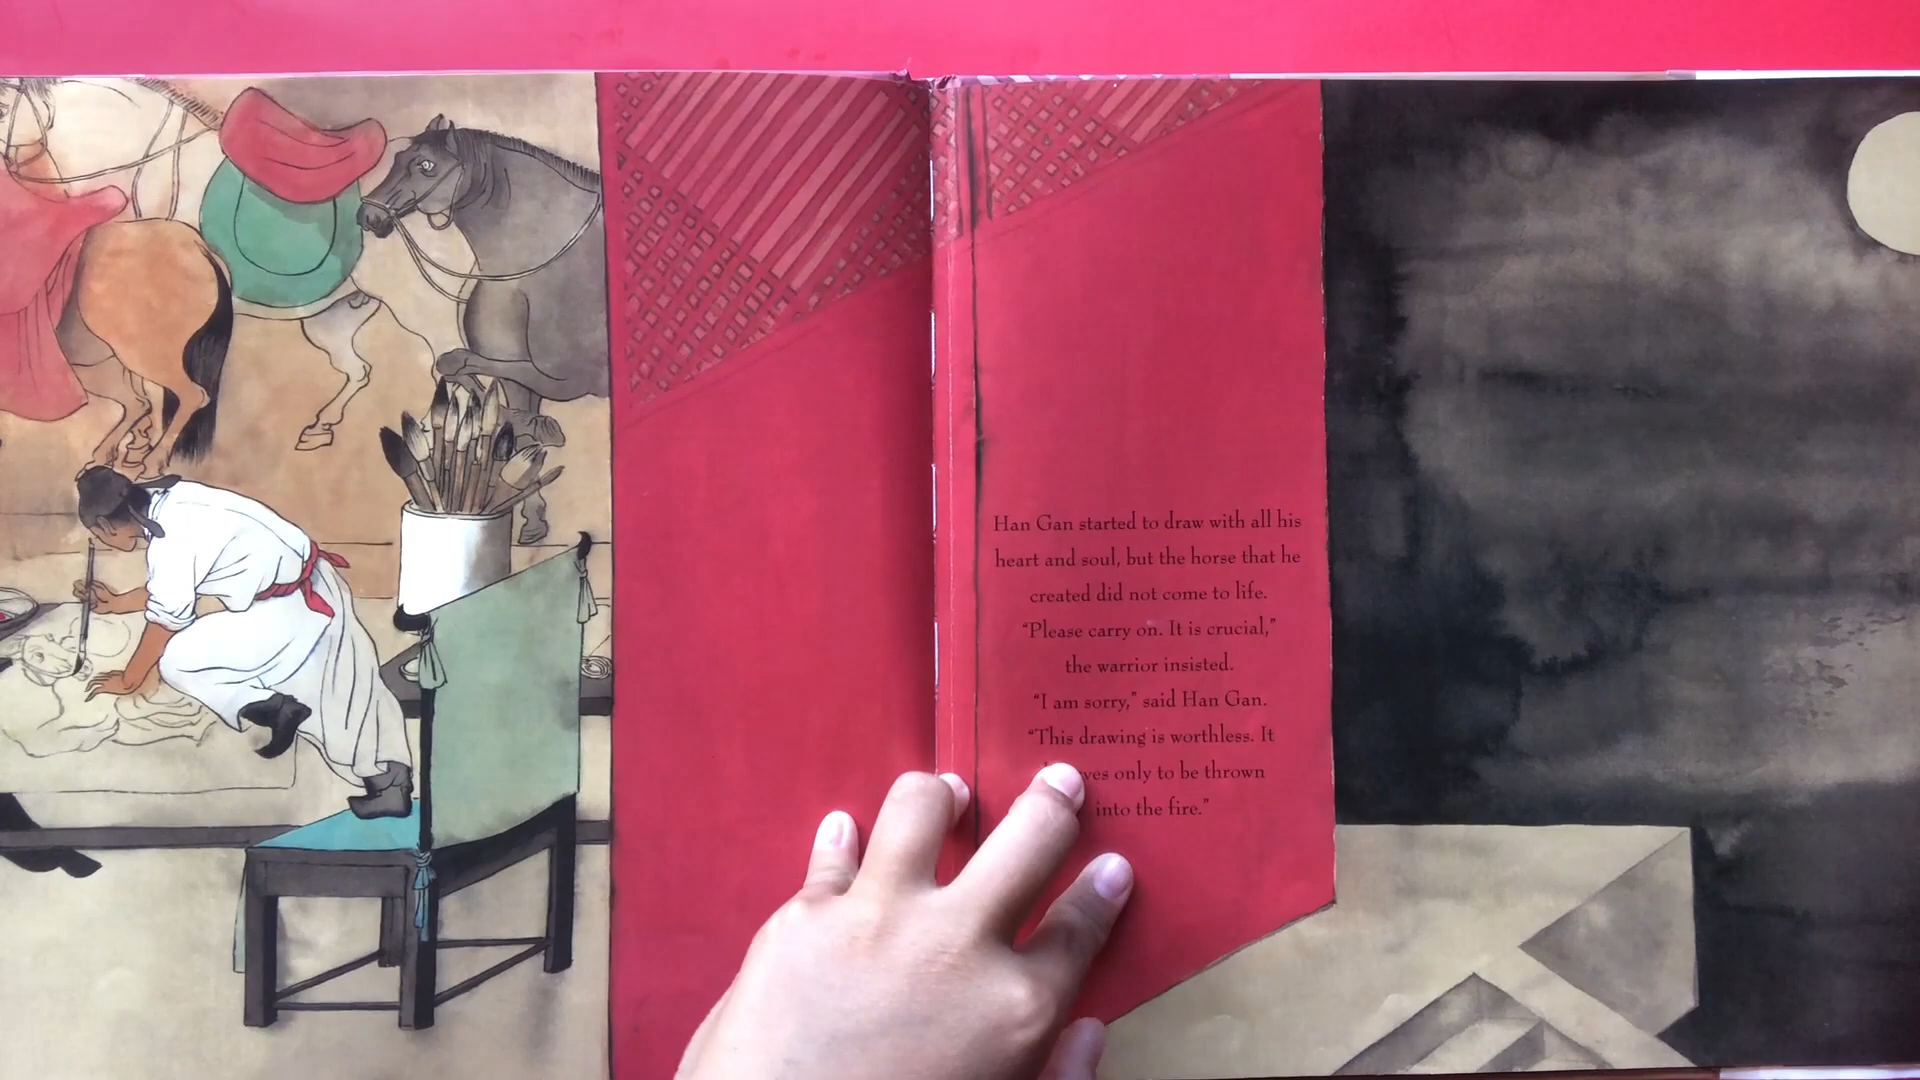 Han Gan started to draw with all his
heart and soul, but the horse that he
created did not come to life.
“Please carry on. It is crucial,”
the warrior insisted.
“I am sorry,” said Han Gan.
“This drawing is worthless. It
only to be thrown
into the fire.”